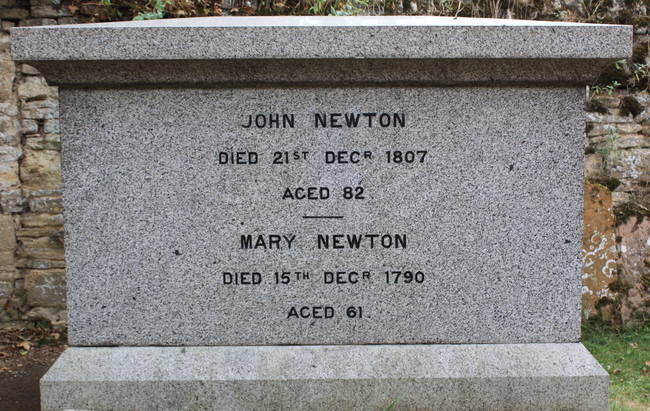 JOHN NEWTON
DIED 21ST DECR 1807
AGED 82.
MARY NEWTON
DIED 15TH DECR 1790
AGED 61.